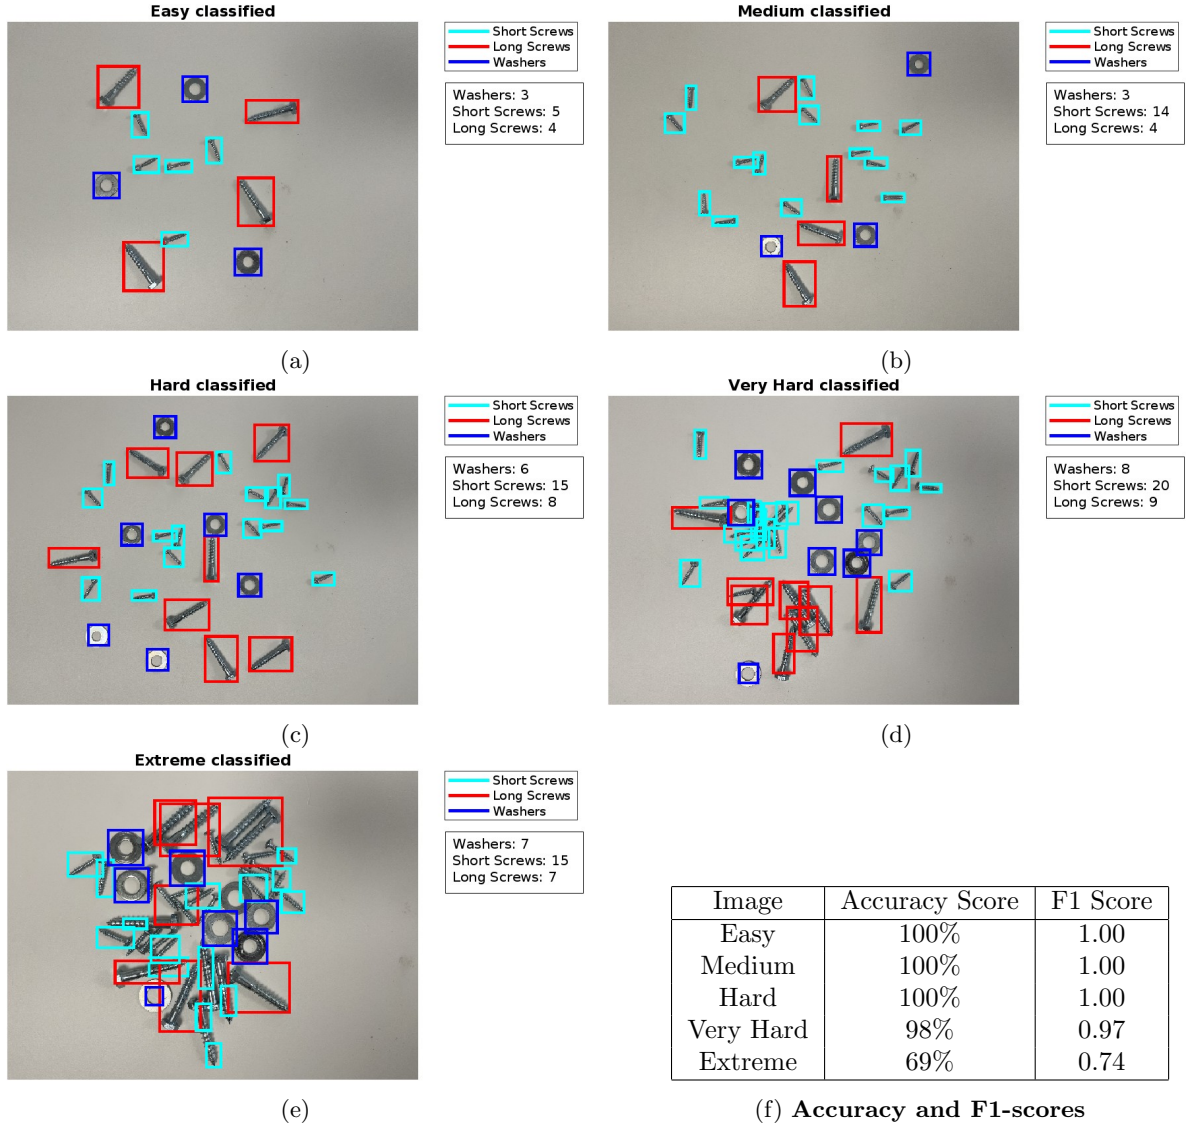 Easy classified
Short Screws
Long Screws
Washers
Washers: 3
Short Screws: 5
Long Screws: 4
(a)
Medium classified
Short Screws
Long Screws
Washers
Washers: 3
Short Screws: 14
Long Screws: 4
(b)
Hard classified
Short Screws
Long Screws
Washers
Washers: 6
Short Screws: 15
Long Screws: 8
(c)
Very Hard classified
Short Screws
Long Screws
Washers
Washers: 8
Short Screws: 20
Long Screws: 9
(d)
Extreme classified
Short Screws
Long Screws
Washers
Washers: 7
Short Screws: 15
Long Screws: 7
(e)
Image Accuracy Score F1 Score
Easy 100% 1.00
Medium 100% 1.00
Hard 100% 1.00
Very Hard 98% 0.97
Extreme 69% 0.74
(f) Accuracy and F1-scores